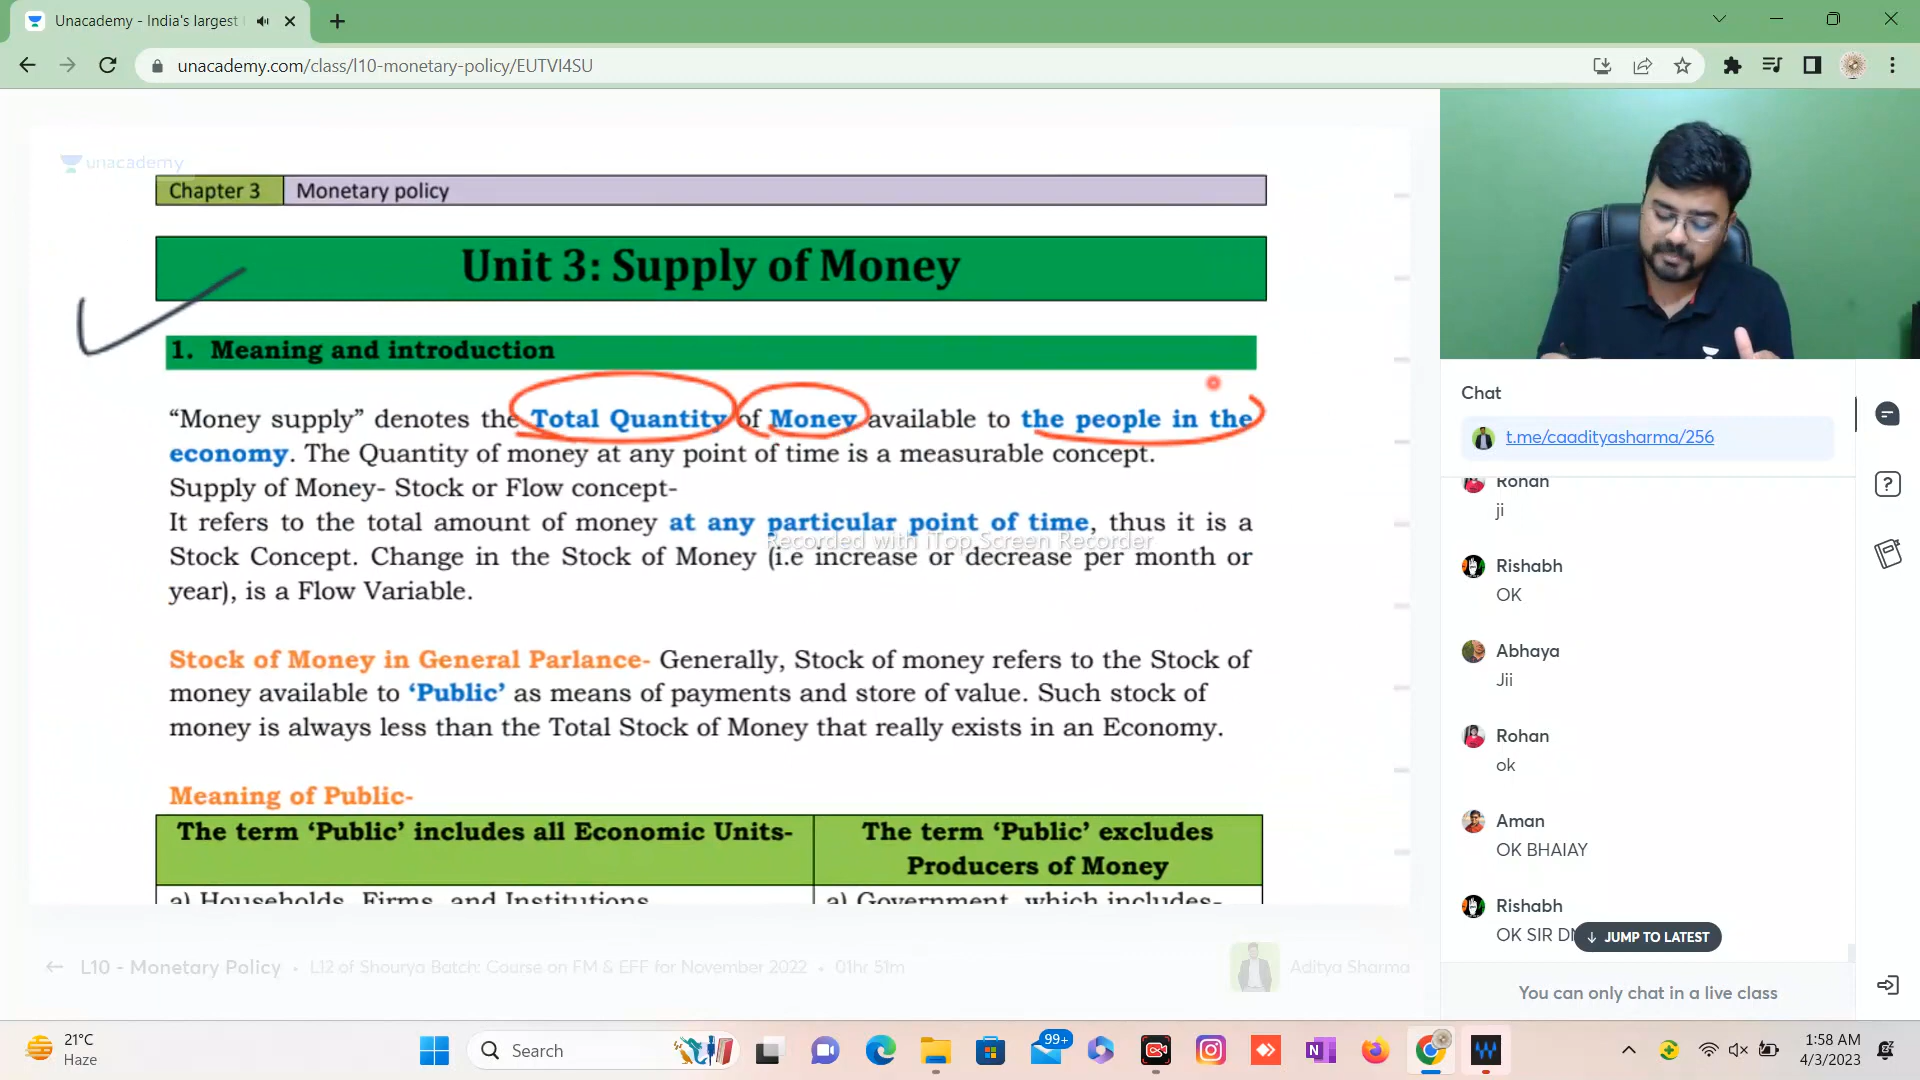 Unacademy - India's largest
unacademy.com/class/l10-monetary-policy/EUTVI4SU
unacademy
Chapter 3 Monetary policy
Unit 3: Supply of Money
1. Meaning and introduction
“Money supply” denotes the Total Quantity of Money available to the people in the
economy. The Quantity of money at any point of time is a measurable concept.
Supply of Money- Stock or Flow concept-
It refers to the total amount of money at any particular point of time, thus it is a
Recorded with iTop Screen Recorder
Stock Concept. Change in the Stock of Money (i.e increase or decrease per month or
year), is a Flow Variable.
Stock of Money in General Parlance- Generally, Stock of money refers to the Stock of
money available to ‘Public’ as means of payments and store of value. Such stock of
money is always less than the Total Stock of Money that really exists in an Economy.
Meaning of Public-
The term ‘Public’ includes all Economic Units-
The term ‘Public’ excludes
Producers of Money
a) Households, Firms, and Institutions
a) Government, which includes-
L10 - Monetary Policy • L12 of Shourya Batch: Course on FM & EFF for November 2022 • 01hr 51m
Aditya Sharma
Chat
t.me/caadityasharma/256
Rohan
ji
Rishabh
OK
Abhaya
Jii
Rohan
ok
Aman
OK BHAIAY
Rishabh
OK SIR
JUMP TO LATEST
You can only chat in a live class
21°C
Haze
Search
99+
1:58 AM
4/3/2023